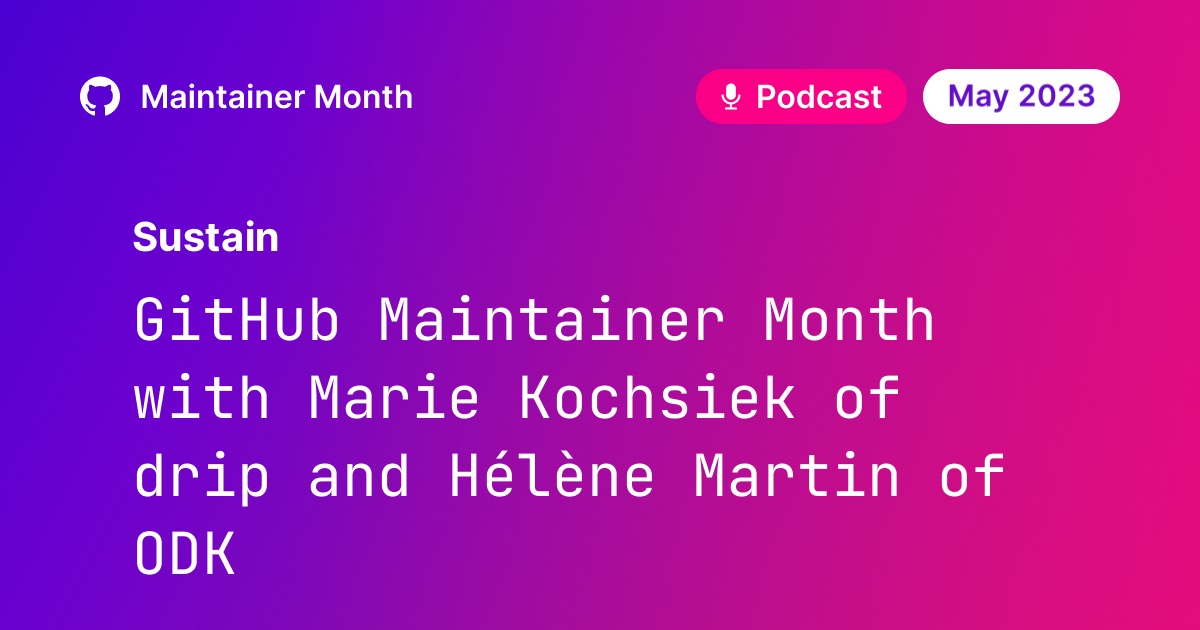 Maintainer Month
Podcast
May 2023
Sustain
GitHub Maintainer Month
with Marie Kochsiek of
drip and Hélène Martin of
ODK